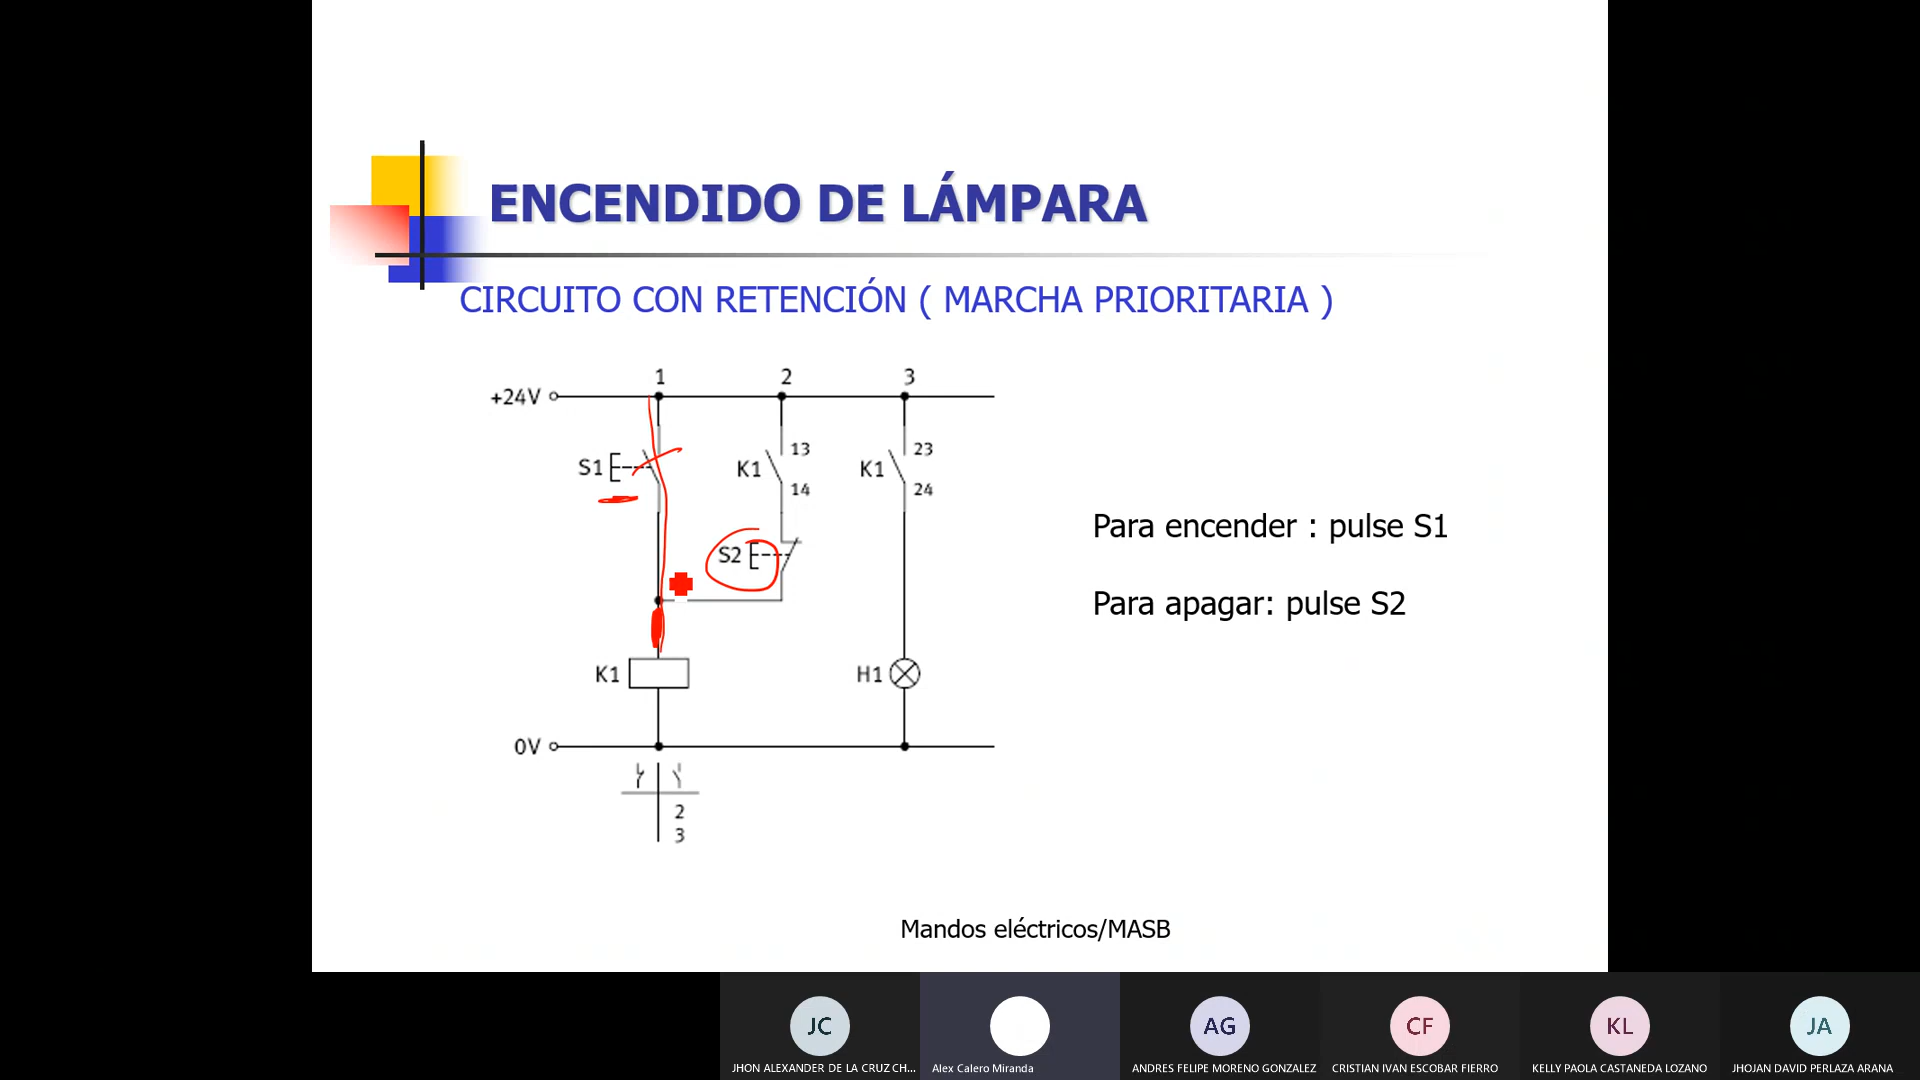 ENCENDIDO DE LÁMPARA
CIRCUITO CON RETENCIÓN ( MARCHA PRIORITARIA )
1 2 3
+24V
13 23
S1 K1 K1
14 24
S2
K1 H1
0V
2
3
Para encender : pulse S1
Para apagar: pulse S2
Mandos eléctricos/MASB
JC AG CF KL JA
JHON ALEXANDER DE LA CRUZ CH... Alex Calero Miranda ANDRES FELIPE MORENO GONZALEZ CRISTIAN IVAN ESCOBAR FIERRO KELLY PAOLA CASTANEDA LOZANO JHOJAN DAVID PERLAZA ARANA